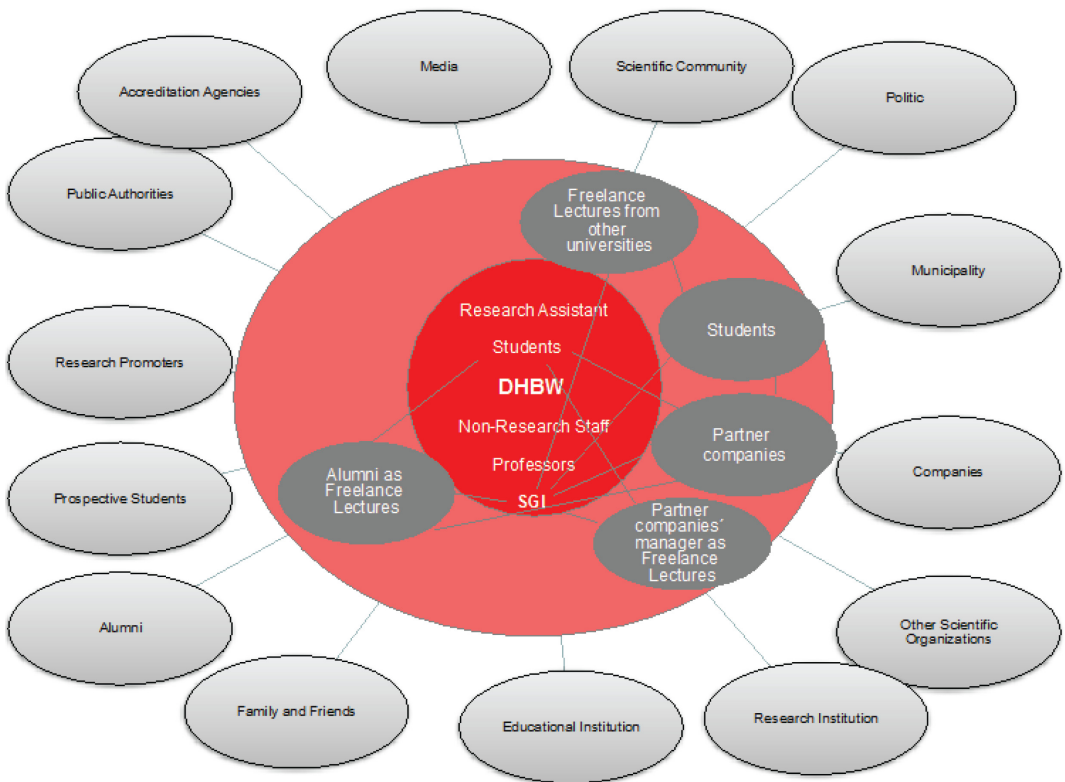 Media
Scientific Community
Accreditation Agencies
Politic
Public Authorities
Freelance
Lectures from
other
universities
Municipality
Research Assistant
Students
Students
Research Promoters
DHBW
Non-Research Staff
Partner
companies
Professors
Alumni as
Freelance
Lectures
Companies
Prospective Students
SGI
Partner
companies´
manager as
Freelance
Lectures
Alumni
Other Scientific
Organizations
Family and Friends
Educational Institution
Research Institution